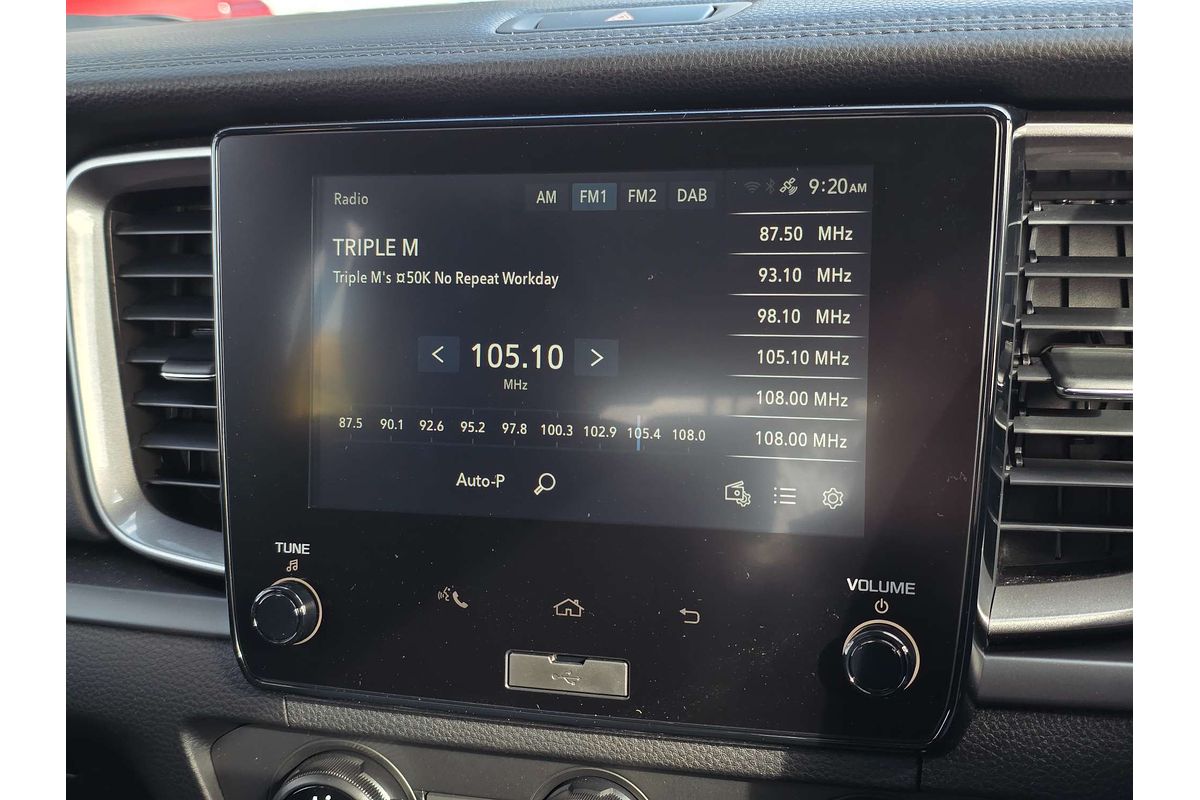 Radio
AM FM1 FM2 DAB
9:20AM
TRIPLE M
Triple M's ¤50K No Repeat Workday
< 105.10 >
MHz
87.5 90.1 92.6 95.2 97.8 100.3 102.9 105.4 108.0
Auto-P
87.50 MHz
93.10 MHz
98.10 MHz
105.10 MHz
108.00 MHz
108.00 MHz
TUNE
VOLUME